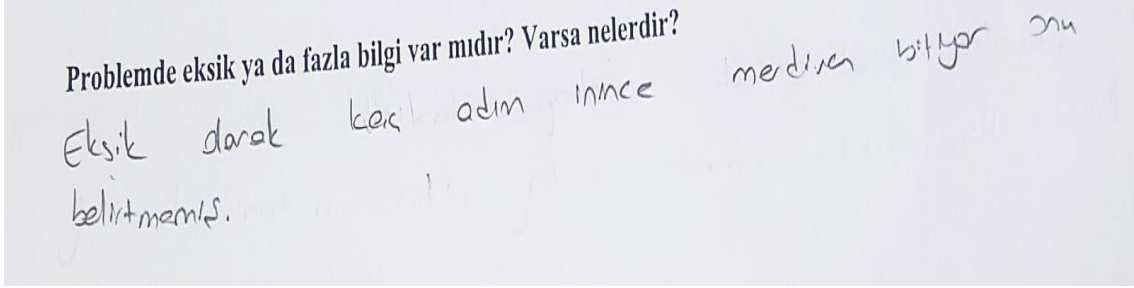 Problemde eksik ya da fazla bilgi var mıdır? Varsa nelerdir?
Eksik olarak kaç adım inince merdiven bitiyor onu
belirtmemiş.